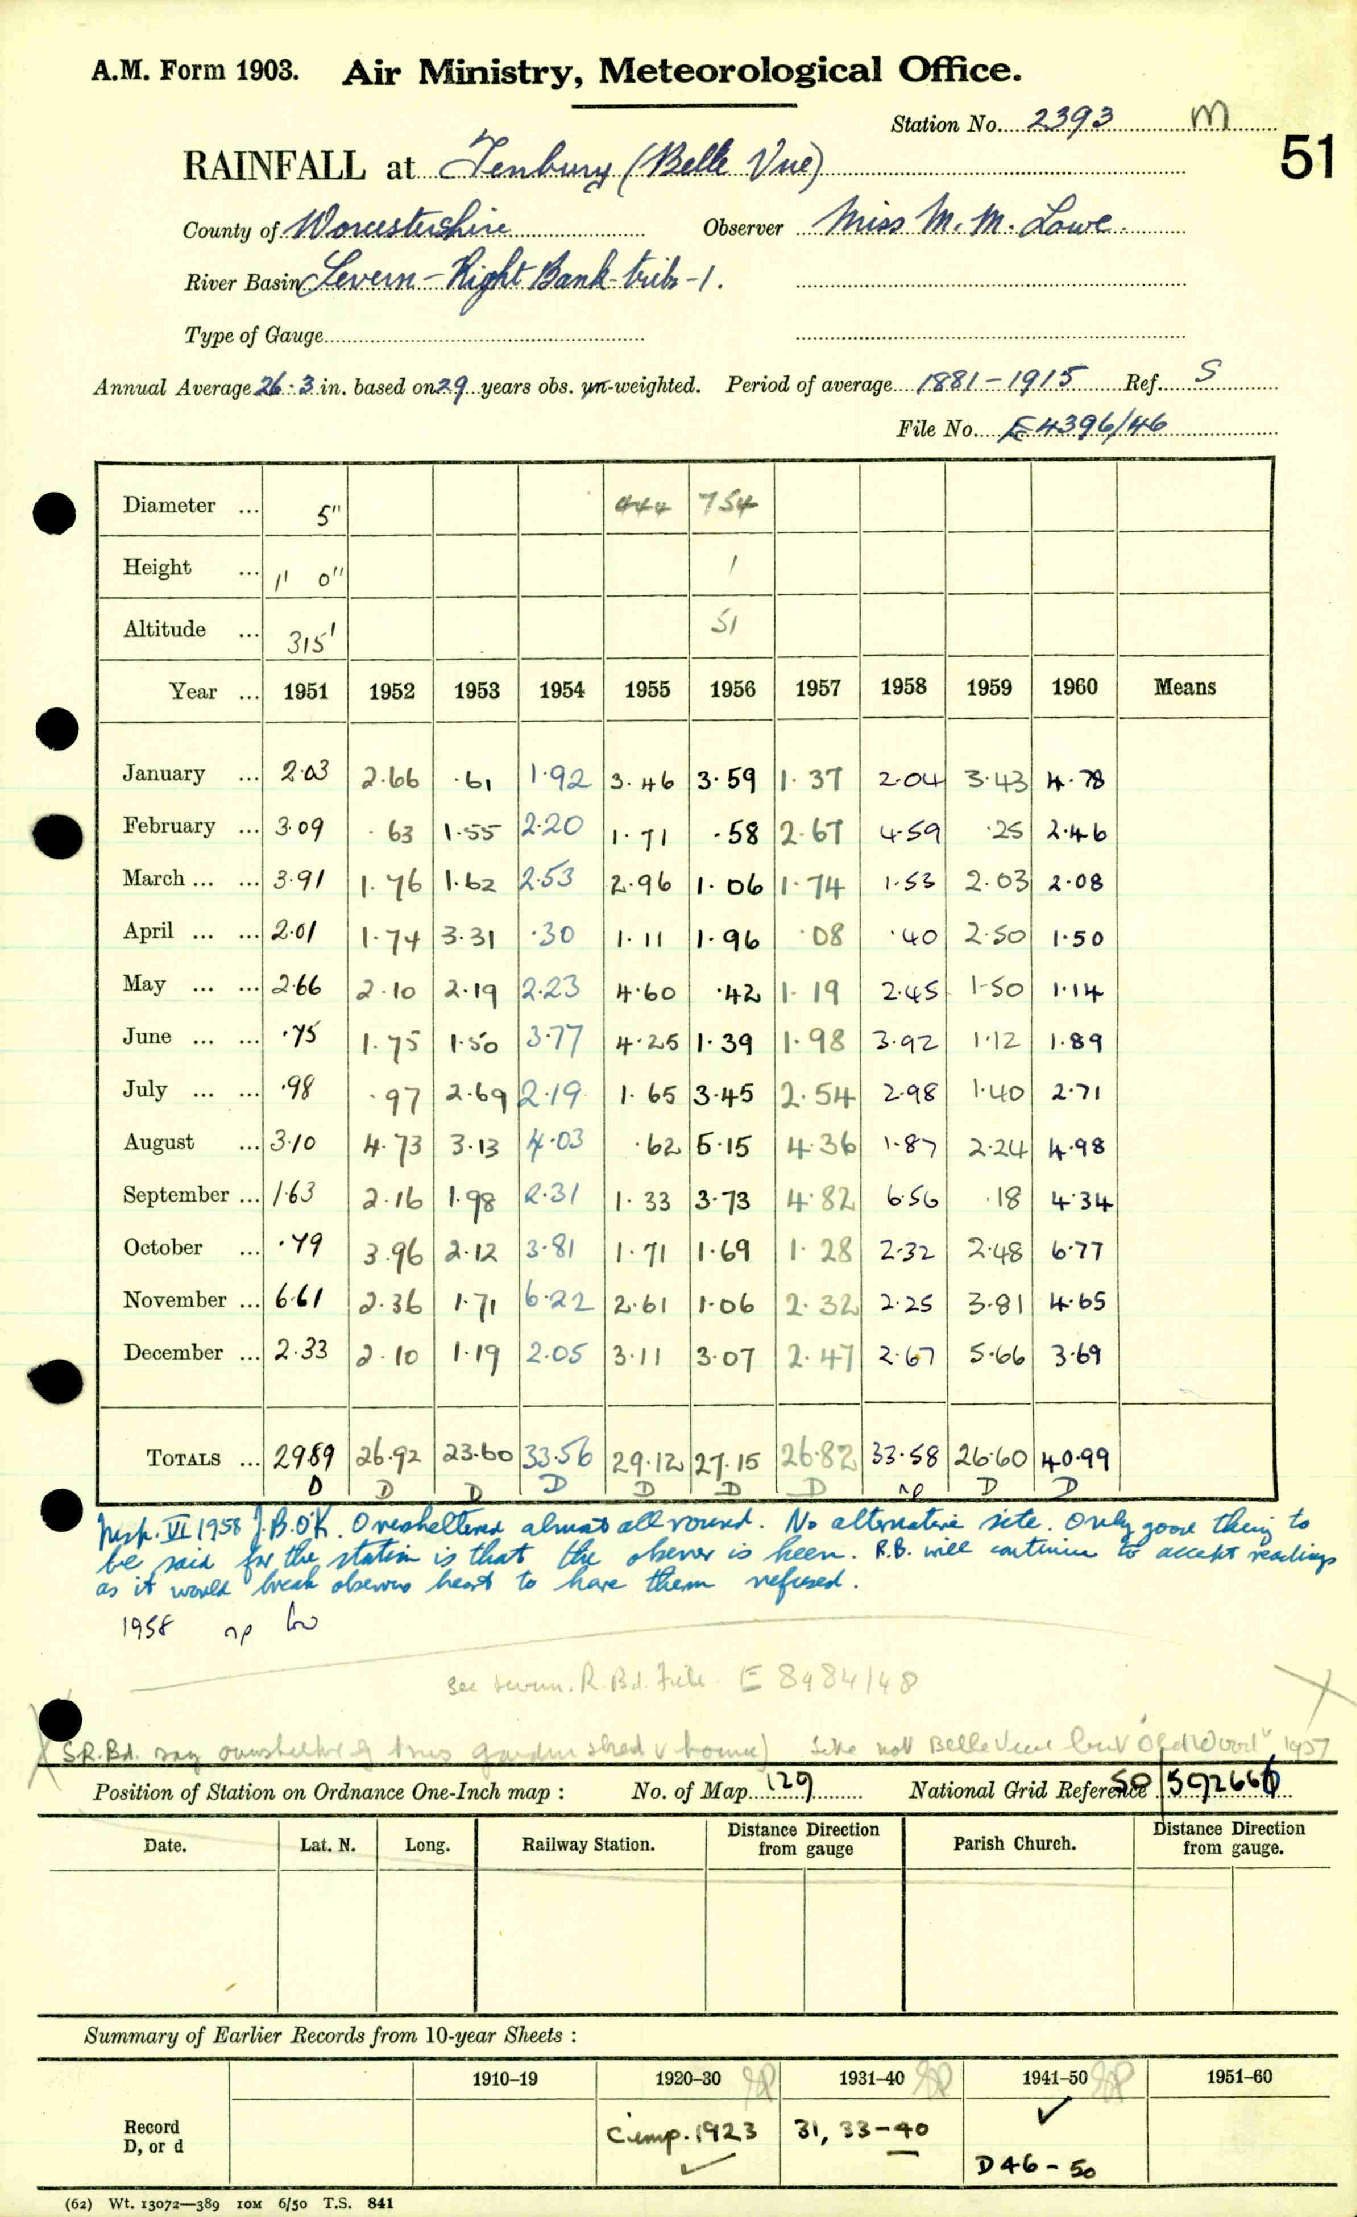 A.M. Form 1903. Air Ministry, Meteorological Office.
Station No. 2393 M
51
RAINFALL at Tenbury (Belle Vue)
County of Worcestershire Observer Miss M. M. Lowe.
River Basin Severn - Right Bank tribs - 1.
Type of Gauge
Annual Average 26.3 in. based on 29 years obs. un-weighted. Period of average 1881-1915 Ref. S
File No. E4396/46
Diameter ... 5" 444 754
Height ... 1' 0" 1
Altitude ... 315' 51
Year ... 1951 1952 1953 1954 1955 1956 1957 1958 1959 1960 Means
January ... 2.03 2.66 .61 1.92 3.46 3.59 1.37 2.04 3.43 4.78
February ... 3.09 .63 1.55 2.20 1.71 .58 2.67 4.59 .25 2.46
March ... ... 3.91 1.76 1.62 2.53 2.96 1.06 1.74 1.53 2.03 2.08
April ... ... 2.01 1.74 3.31 .30 1.11 1.96 .08 .40 2.50 1.50
May ... ... 2.66 2.10 2.19 2.23 4.60 .42 1.19 2.45 1.50 1.14
June ... ... .75 1.75 1.50 3.77 4.25 1.39 1.98 3.92 1.12 1.89
July ... ... .98 .97 2.69 2.19 1.65 3.45 2.54 2.98 1.40 2.71
August ... 3.10 4.73 3.13 4.03 .62 5.15 4.36 1.87 2.24 4.98
September ... 1.63 2.16 1.98 2.31 1.33 3.73 4.82 6.56 .18 4.34
October ... .79 3.96 2.12 3.81 1.71 1.69 1.28 2.32 2.48 6.77
November ... 6.61 2.36 1.71 6.22 2.61 1.06 2.32 2.25 3.81 4.65
December ... 2.33 2.10 1.19 2.05 3.11 3.07 2.47 2.67 5.66 3.69
TOTALS ... 29.89 26.92 23.60 33.56 29.12 27.15 26.82 33.58 26.60 40.99
D D D D D D D np D D
Insp. VI 1958 J.B.O'K. Oversheltered almost all round. No alternative site. Only good thing to
be said for the station is that the observer is keen. R.B. will continue to accept readings
as it would break observers heart to have them refused.
1958 np
See Severn. R. Bd. File. E 8984/48
S.R.Bd. say oversheltered trees garden shed & house) Site not Belle Vue but "Old Wood" 1957
Position of Station on Ordnance One-Inch map : No. of Map 129 National Grid Reference SO 592666
Date. Lat. N. Long. Railway Station. Distance Direction from gauge Parish Church. Distance Direction from gauge.
Summary of Earlier Records from 10-year Sheets :
1910-19 1920-30 1931-40 1941-50 1951-60
Record
D, or d
Comp. 1923 31, 33-40 ✓
✓ D 46-50
(62) Wt. 13072—389 10M 6/50 T.S. 841